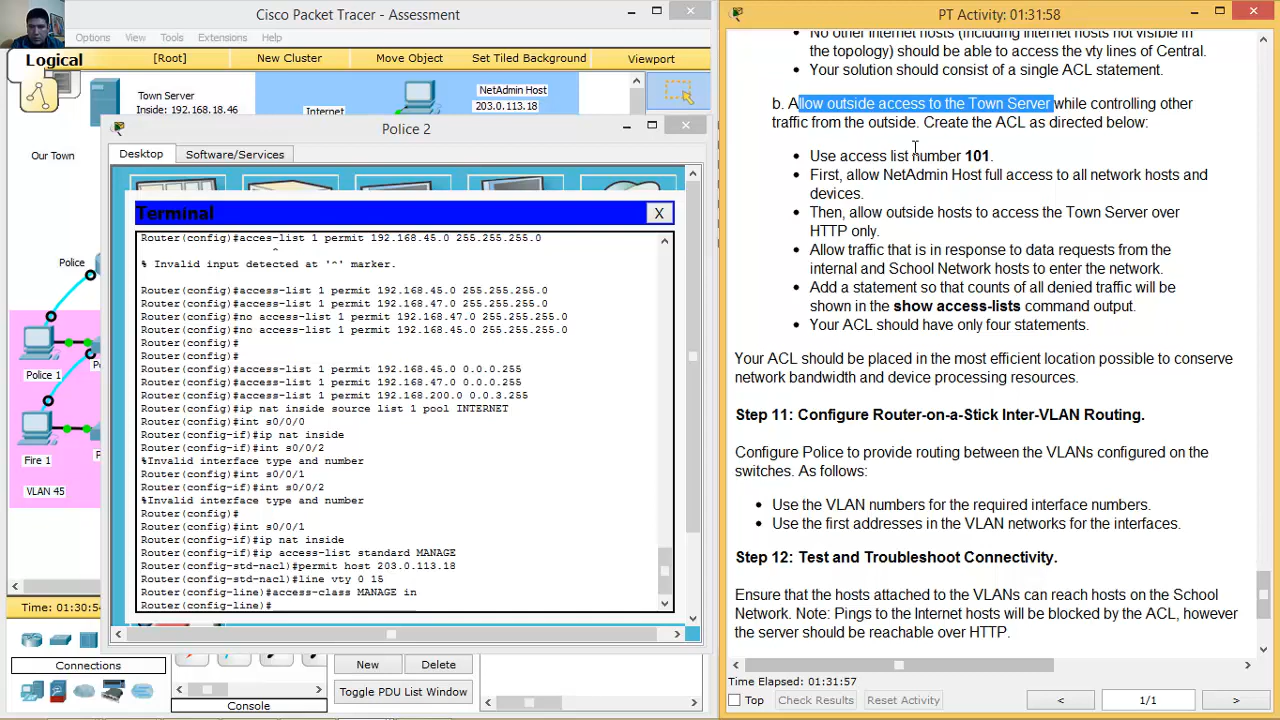 Cisco Packet Tracer - Assessment
Options View Tools Extensions Help
Logical [Root] New Cluster Move Object Set Tiled Background Viewport
Town Server
Inside: 192.168.18.46
Internet
NetAdmin Host
203.0.113.18
Our Town
Police
Police 1
Fire 1
VLAN 45
Police 2
Desktop Software/Services
Terminal X
Router(config)#acces-list 1 permit 192.168.45.0 255.255.255.0
^
% Invalid input detected at '^' marker.
Router(config)#access-list 1 permit 192.168.45.0 255.255.255.0
Router(config)#access-list 1 permit 192.168.47.0 255.255.255.0
Router(config)#no access-list 1 permit 192.168.47.0 255.255.255.0
Router(config)#no access-list 1 permit 192.168.45.0 255.255.255.0
Router(config)#
Router(config)#
Router(config)#access-list 1 permit 192.168.45.0 0.0.0.255
Router(config)#access-list 1 permit 192.168.47.0 0.0.0.255
Router(config)#access-list 1 permit 192.168.200.0 0.0.3.255
Router(config)#ip nat inside source list 1 pool INTERNET
Router(config)#int s0/0/0
Router(config-if)#ip nat inside
Router(config-if)#int s0/0/2
%Invalid interface type and number
Router(config)#int s0/0/1
Router(config-if)#int s0/0/2
%Invalid interface type and number
Router(config)#
Router(config)#int s0/0/1
Router(config-if)#ip nat inside
Router(config-if)#ip access-list standard MANAGE
Router(config-std-nacl)#permit host 203.0.113.18
Router(config-std-nacl)#line vty 0 15
Router(config-line)#access-class MANAGE in
Router(config-line)#
Time: 01:30:54
Connections
New Delete
Toggle PDU List Window
Console
PT Activity: 01:31:58
No other Internet hosts (including Internet hosts not visible in
the topology) should be able to access the vty lines of Central.
• Your solution should consist of a single ACL statement.
b. Allow outside access to the Town Server while controlling other
traffic from the outside. Create the ACL as directed below:
• Use access list number 101.
• First, allow NetAdmin Host full access to all network hosts and
devices.
• Then, allow outside hosts to access the Town Server over
HTTP only.
• Allow traffic that is in response to data requests from the
internal and School Network hosts to enter the network.
• Add a statement so that counts of all denied traffic will be
shown in the show access-lists command output.
• Your ACL should have only four statements.
Your ACL should be placed in the most efficient location possible to conserve
network bandwidth and device processing resources.
Step 11: Configure Router-on-a-Stick Inter-VLAN Routing.
Configure Police to provide routing between the VLANs configured on the
switches. As follows:
• Use the VLAN numbers for the required interface numbers.
• Use the first addresses in the VLAN networks for the interfaces.
Step 12: Test and Troubleshoot Connectivity.
Ensure that the hosts attached to the VLANs can reach hosts on the School
Network. Note: Pings to the Internet hosts will be blocked by the ACL, however
the server should be reachable over HTTP.
Time Elapsed: 01:31:57
Top Check Results Reset Activity < 1/1 >